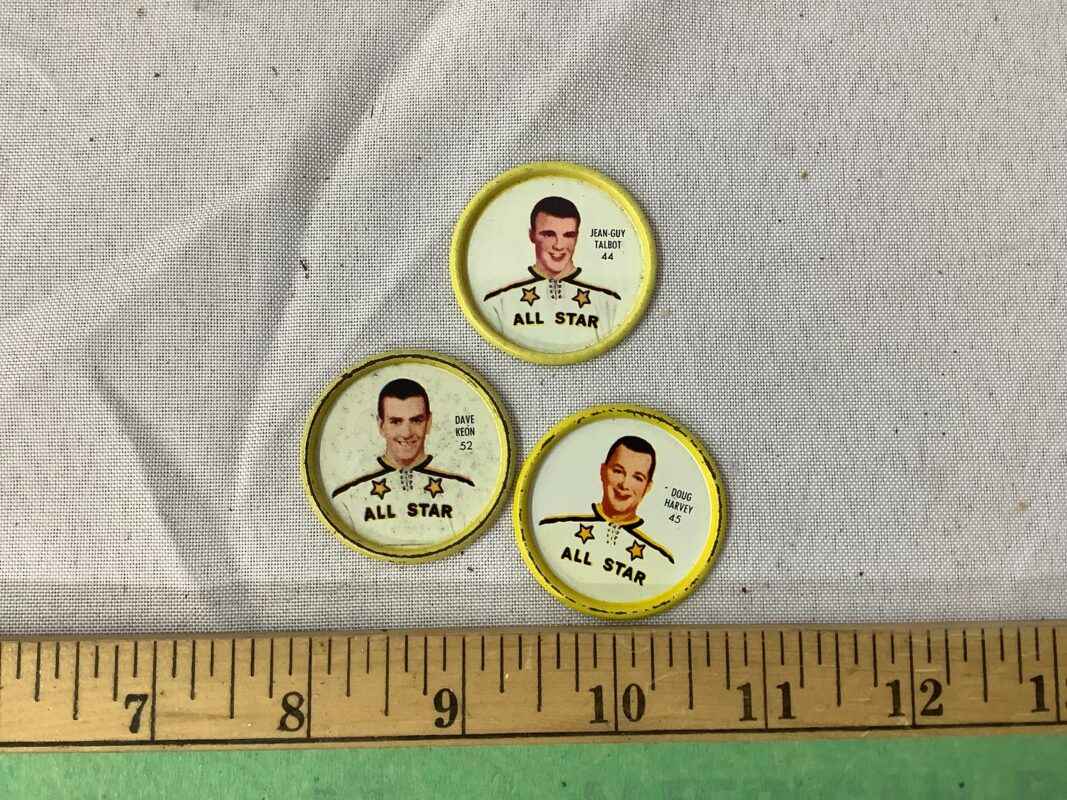 JEAN-GUY
TALBOT
44
ALL STAR
DAVE
KEON
52
ALL STAR
DOUG
HARVEY
45
ALL STAR
7 8 9 10 11 12 1